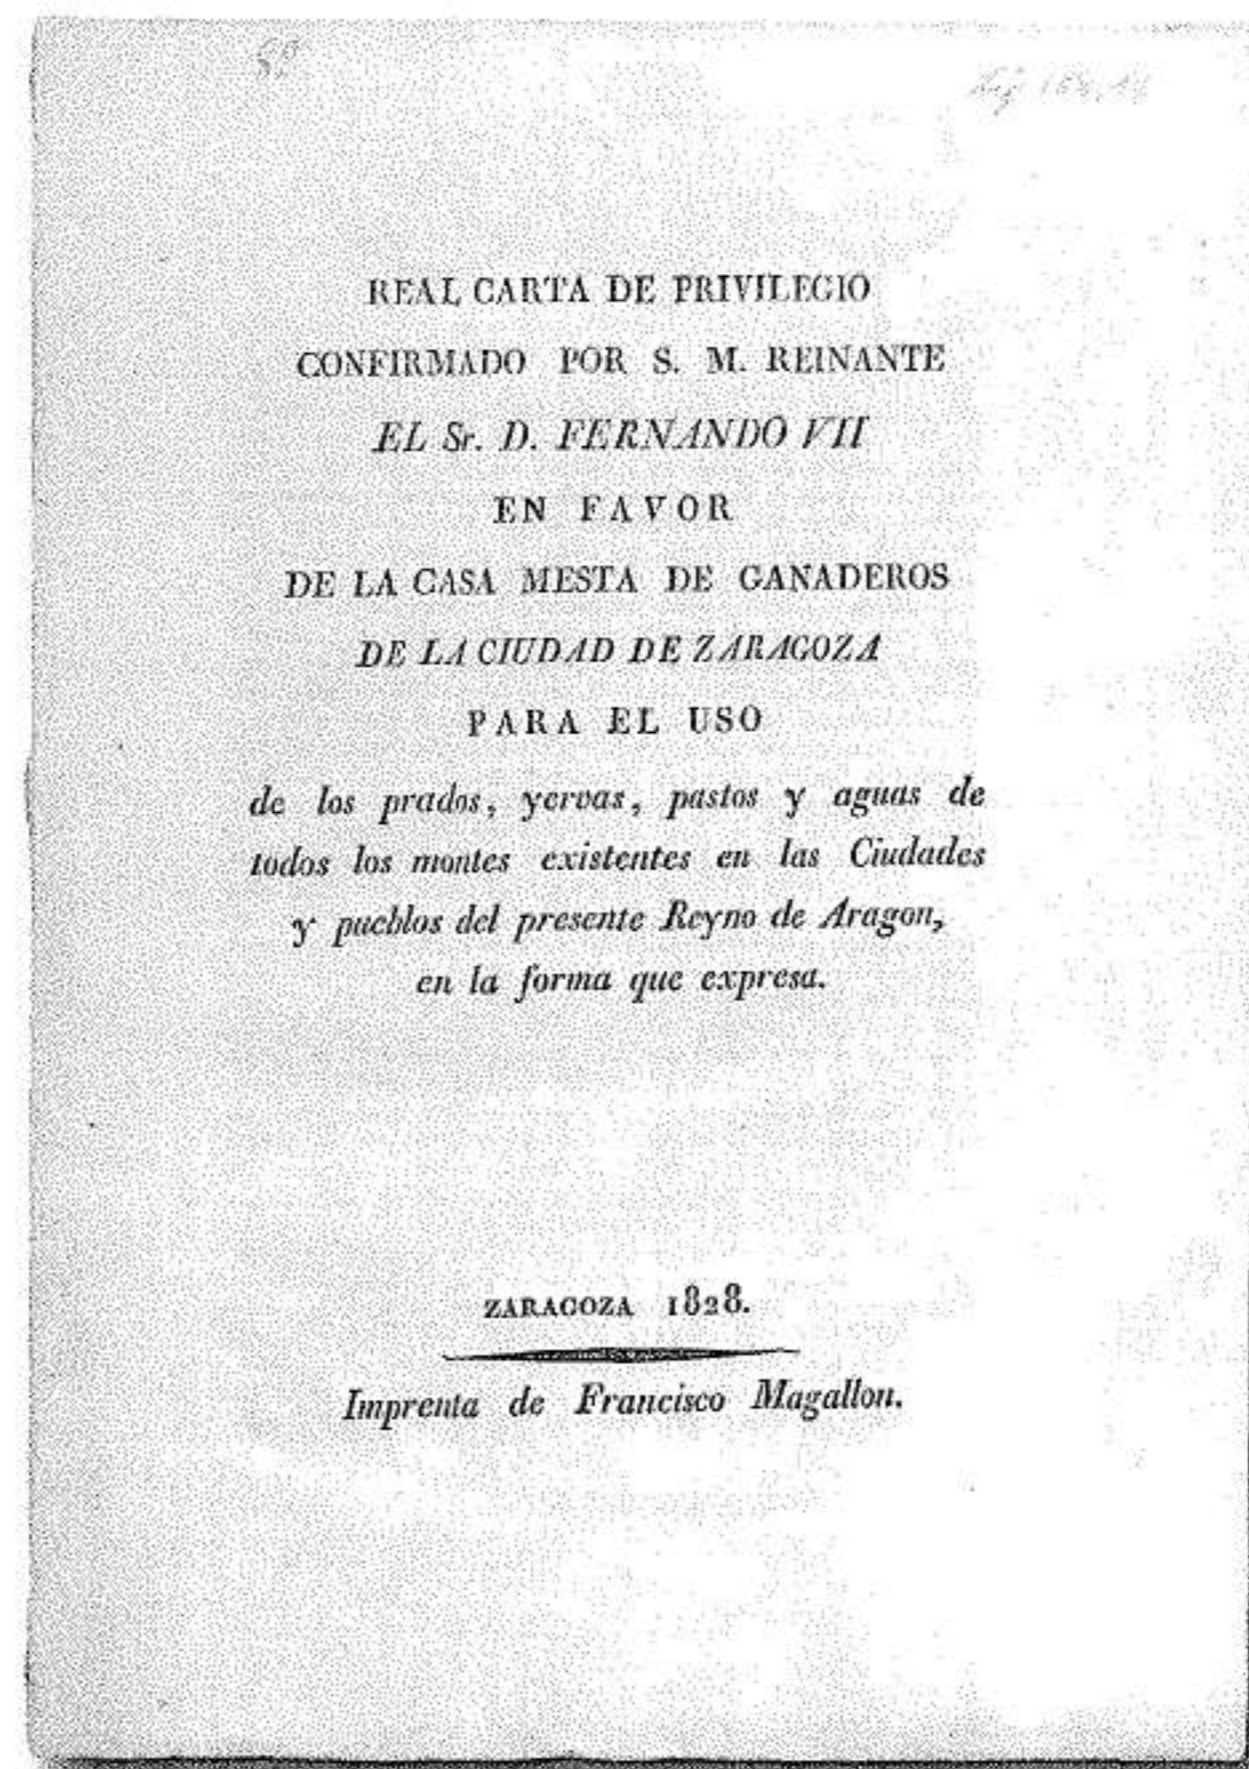 REAL CARTA DE PRIVILEGIO
CONFIRMADO POR S. M. REINANTE
EL Sr. D. FERNANDO VII
EN FAVOR
DE LA CASA MESTA DE GANADEROS
DE LA CIUDAD DE ZARAGOZA
PARA EL USO
de los prados, yervas, pastos y aguas de
todos los montes existentes en las Ciudades
y pueblos del presente Reyno de Aragon,
en la forma que expresa.
ZARAGOZA 1828.
Imprenta de Francisco Magallon.